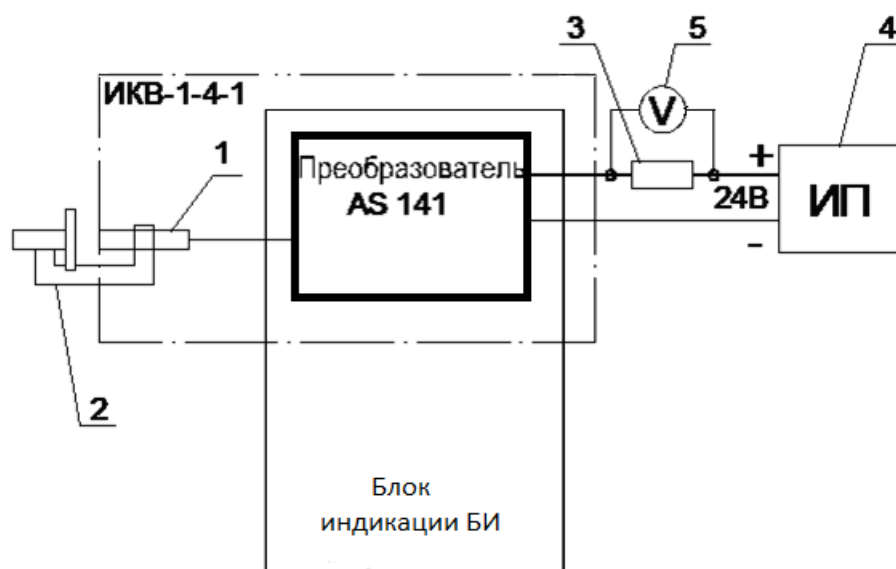 3
5
4
ИКВ-1-4-1
1
Преобразователь
AS 141
V
+
24В
ИП
-
2
Блок
индикации БИ